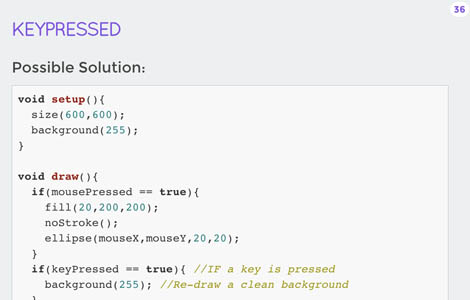 36
KEYPRESSED
Possible Solution:
void setup(){
  size(600,600);
  background(255);
}
void draw(){
  if(mousePressed == true){
    fill(20,200,200);
    noStroke();
    ellipse(mouseX,mouseY,20,20);
  }
  if(keyPressed == true){ //IF a key is pressed
    background(255); //Re-draw a clean background
  }